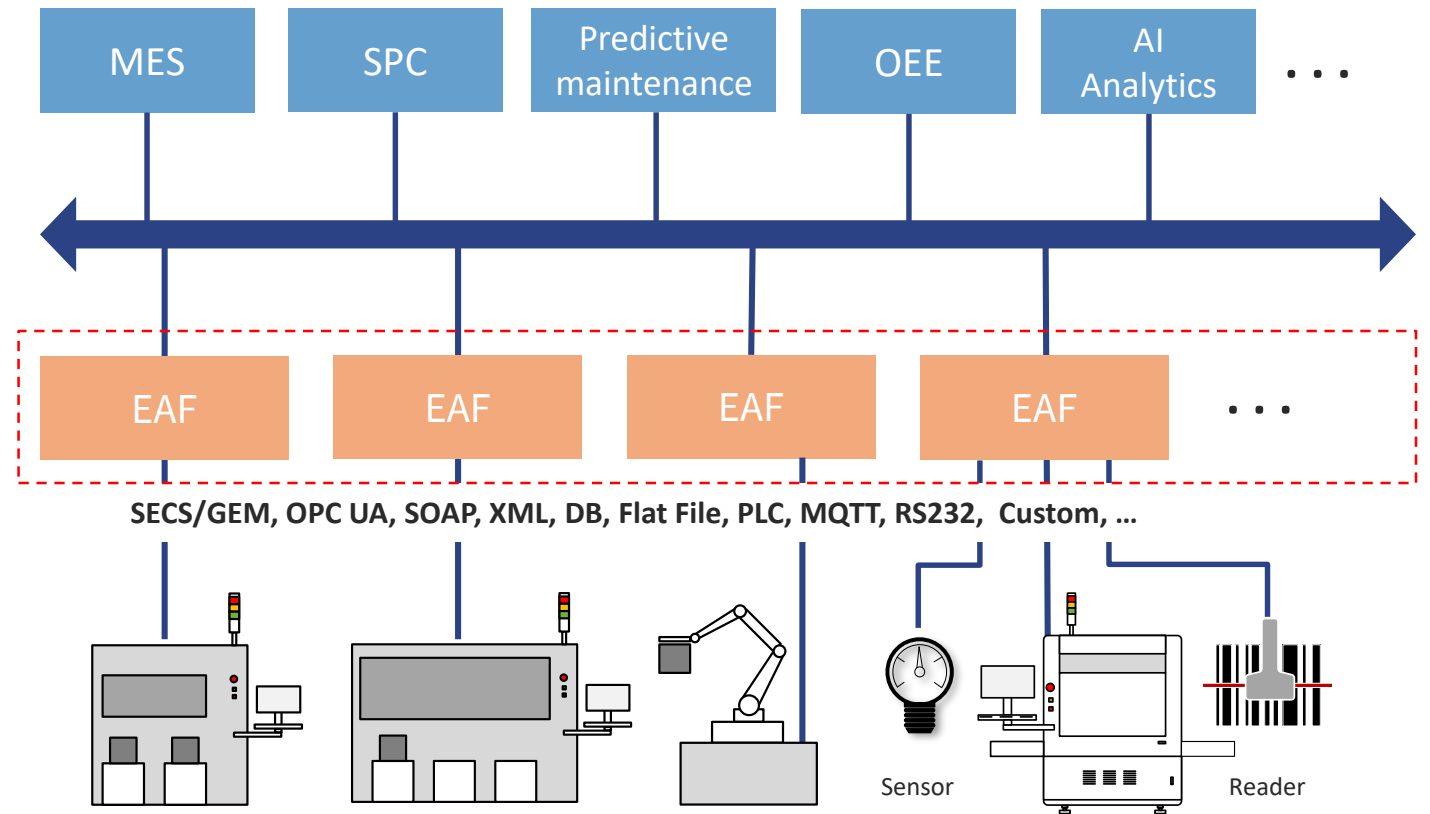 MES
SPC
Predictive
maintenance
OEE
AI
Analytics
. . .
EAF
EAF
EAF
EAF
. . .
SECS/GEM, OPC UA, SOAP, XML, DB, Flat File, PLC, MQTT, RS232, Custom, ...
Sensor
Reader